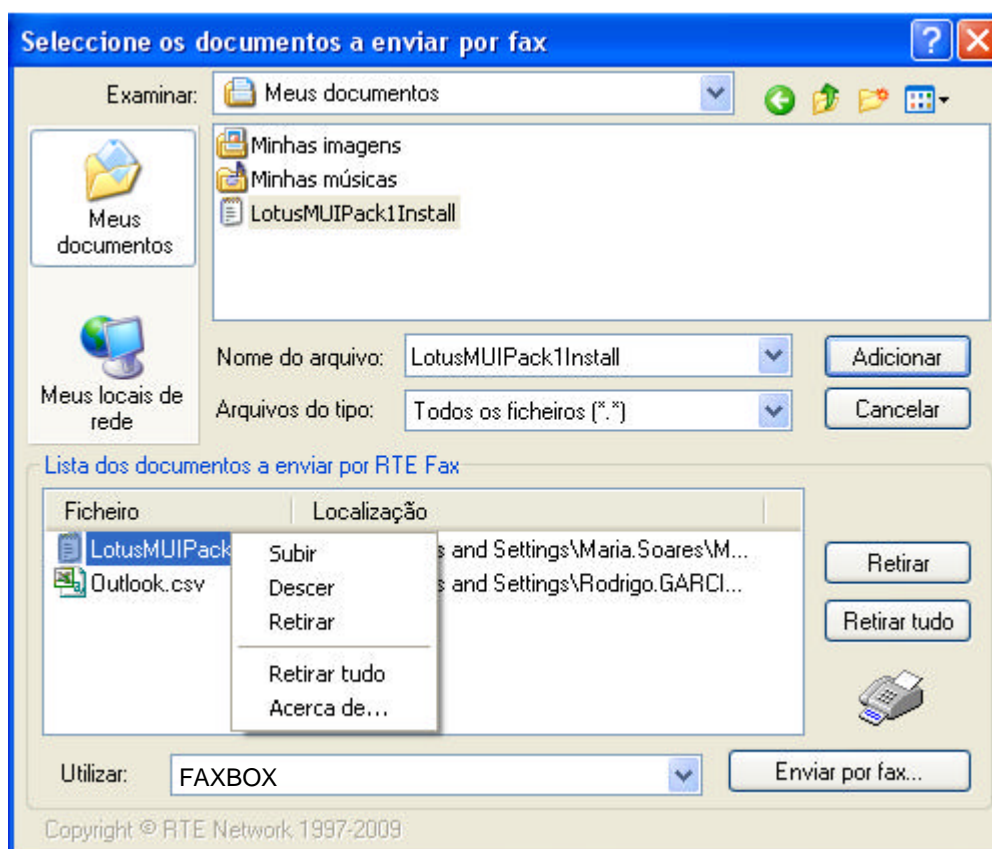 Seleccione os documentos a enviar por fax
Examinar:
Meus documentos
Meus documentos
Meus locais de rede
Minhas imagens
Minhas músicas
LotusMUIPack1Install
Nome do arquivo:
LotusMUIPack1Install
Adicionar
Arquivos do tipo:
Todos os ficheiros (*.*)
Cancelar
Lista dos documentos a enviar por RTE Fax
Ficheiro
Localização
LotusMUIPack
s and Settings\Maria.Soares\M...
Outlook.csv
s and Settings\Rodrigo.GARCI...
Subir
Descer
Retirar
Retirar tudo
Acerca de...
Retirar
Retirar tudo
Utilizar:
FAXBOX
Enviar por fax...
Copyright © RTE Network 1997-2009